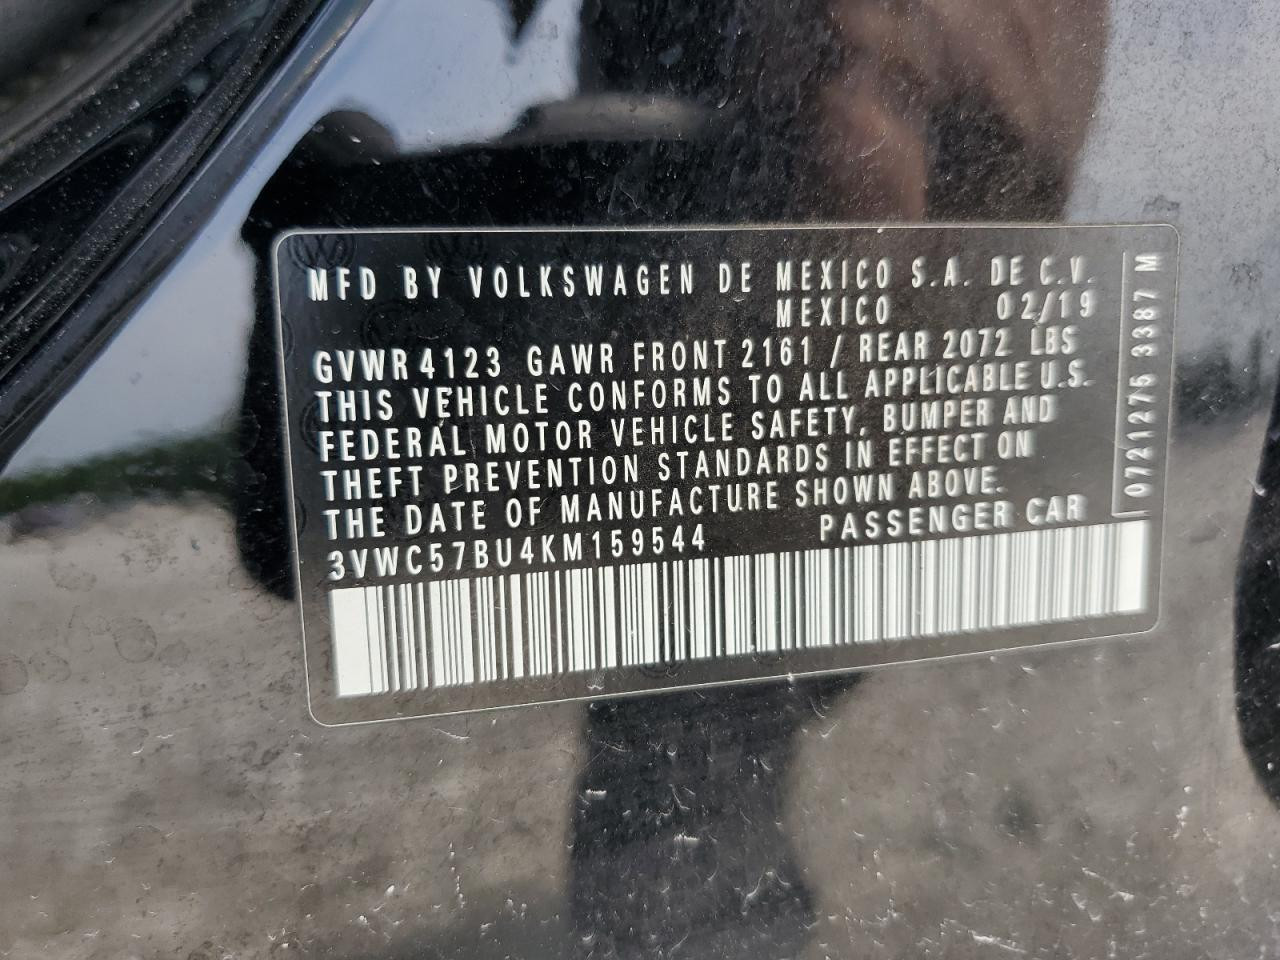 MFD BY VOLKSWAGEN DE MEXICO S.A. DE C.V.
MEXICO 02/19
GVWR 4123 GAWR FRONT 2161 / REAR 2072 LBS
THIS VEHICLE CONFORMS TO ALL APPLICABLE U.S.
FEDERAL MOTOR VEHICLE SAFETY, BUMPER AND
THEFT PREVENTION STANDARDS IN EFFECT ON
THE DATE OF MANUFACTURE SHOWN ABOVE.
3VWC57BU4KM159544 PASSENGER CAR
0721275 3387 M